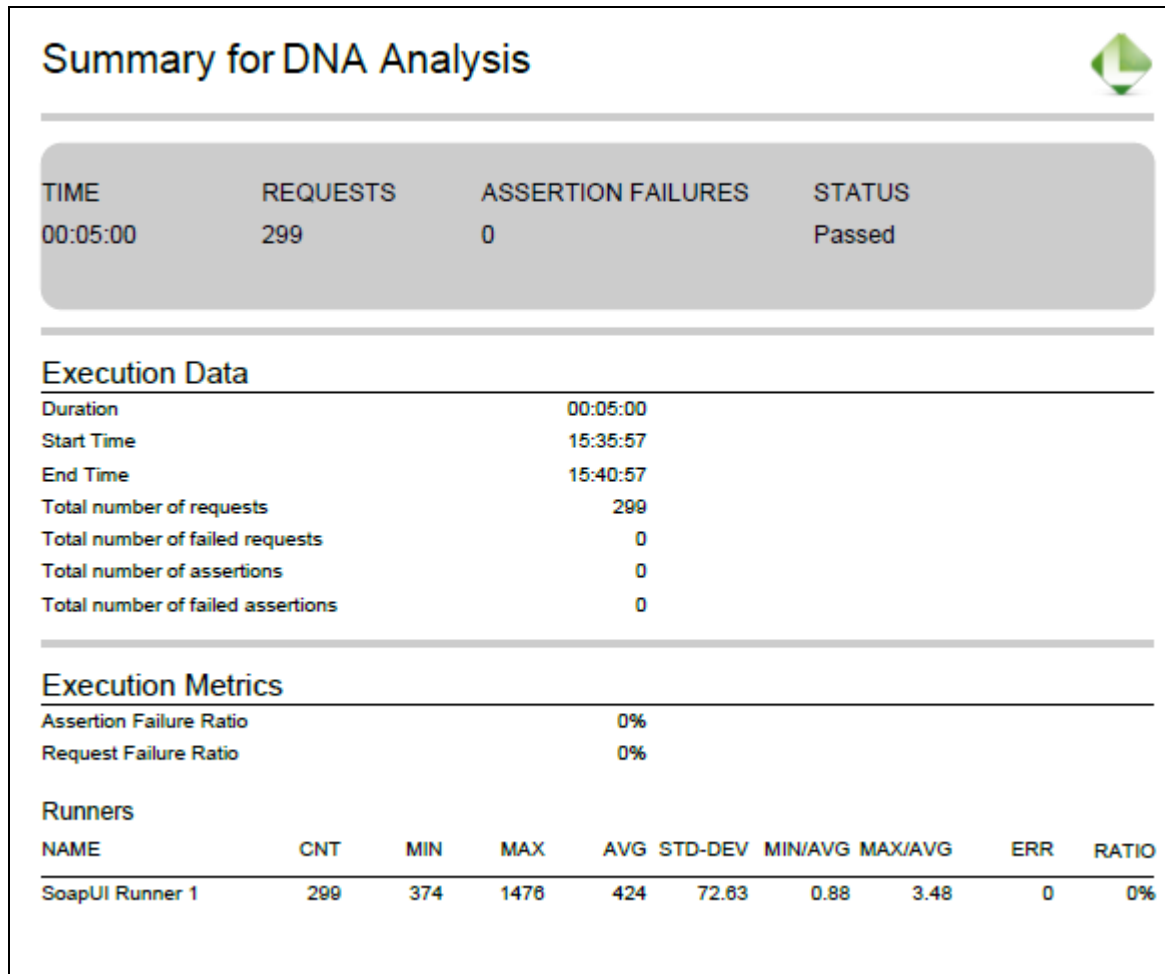 Summary for DNA Analysis
TIME REQUESTS ASSERTION FAILURES STATUS
00:05:00 299 0 Passed
Execution Data
Duration 00:05:00
Start Time 15:35:57
End Time 15:40:57
Total number of requests 299
Total number of failed requests 0
Total number of assertions 0
Total number of failed assertions 0
Execution Metrics
Assertion Failure Ratio 0%
Request Failure Ratio 0%
Runners
NAME CNT MIN MAX AVG STD-DEV MIN/AVG MAX/AVG ERR RATIO
SoapUI Runner 1 299 374 1476 424 72.63 0.88 3.48 0 0%